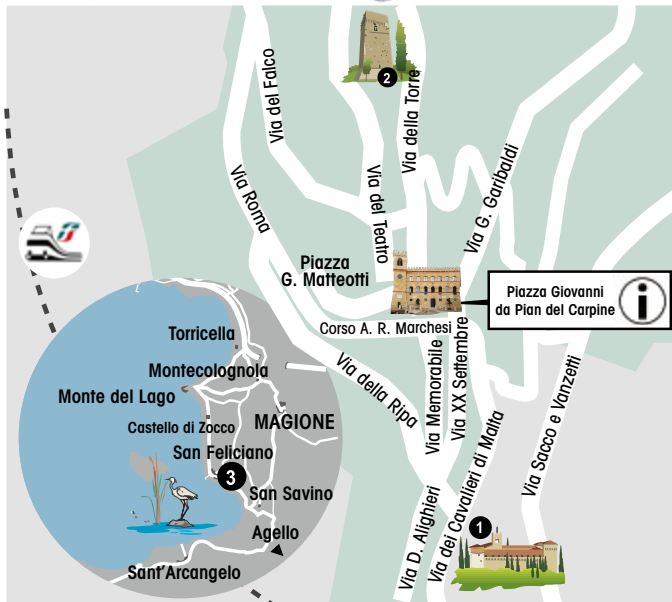 2
Via del Falco
Via della Torre
Via Roma
Via del Teatro
Via G. Garibaldi
Piazza
G. Matteotti
Piazza Giovanni
da Pian del Carpine
i
Corso A. R. Marchesi
Via della Ripa
Via Memorabile
Via XX Settembre
Via Sacco e Vanzetti
Via D. Alighieri
Via dei Cavalieri di Malta
1
Torricella
Montecolognola
Monte del Lago
MAGIONE
Castello di Zocco
San Feliciano
3
San Savino
Agello
Sant'Arcangelo